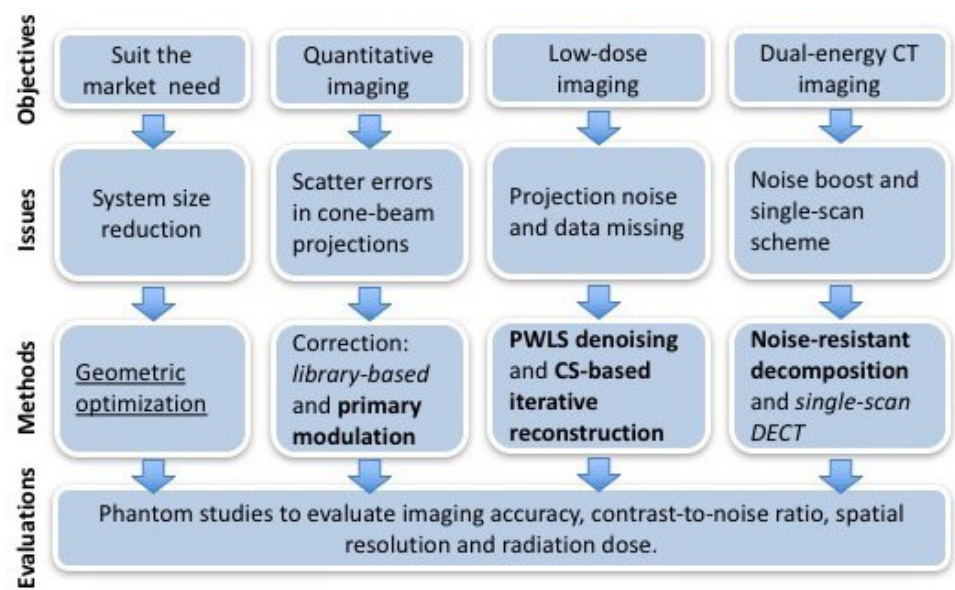 Objectives
Suit the
market need
Quantitative
imaging
Low-dose
imaging
Dual-energy CT
imaging
Issues
System size
reduction
Scatter errors
in cone-beam
projections
Projection noise
and data missing
Noise boost and
single-scan
scheme
Methods
Geometric
optimization
Correction:
library-based
and primary
modulation
PWLS denoising
and CS-based
iterative
reconstruction
Noise-resistant
decomposition
and single-scan
DECT
Evaluations
Phantom studies to evaluate imaging accuracy, contrast-to-noise ratio, spatial
resolution and radiation dose.